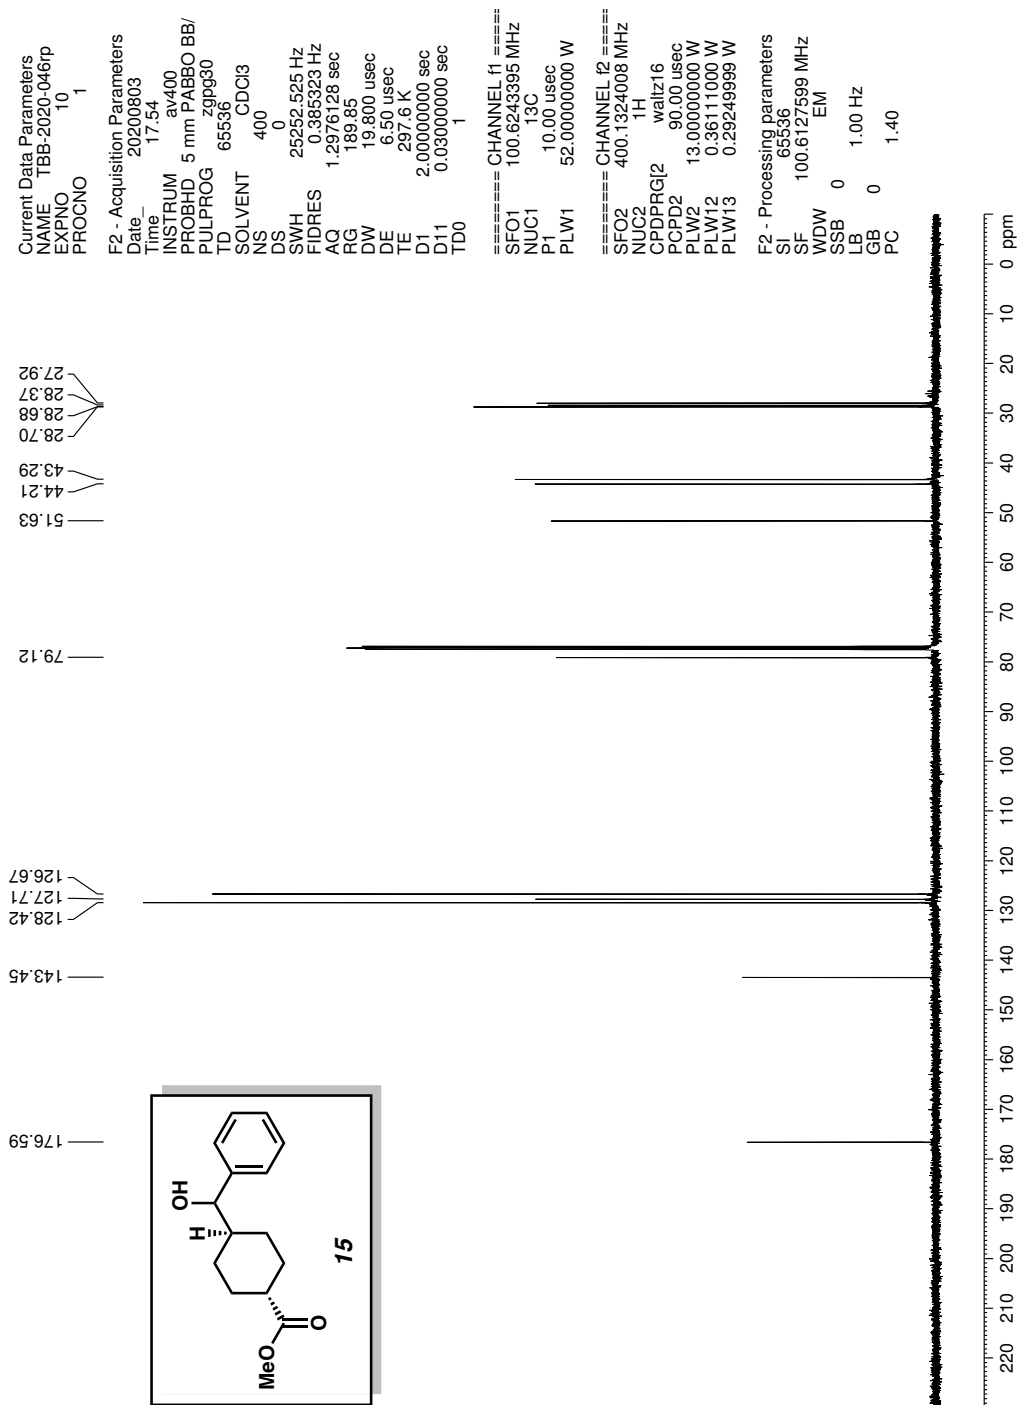 Current Data Parameters
NAME TBB-2020-046rp
EXPNO 10
PROCNO 1
F2 - Acquisition Parameters
Date_ 20200803
Time 17.54
INSTRUM av400
PROBHD 5 mm PABBO BB/
PULPROG zgpg30
TD 65536
SOLVENT CDCl3
NS 400
DS 0
SWH 25252.525 Hz
FIDRES 0.385323 Hz
AQ 1.2976128 sec
RG 189.85
DW 19.800 usec
DE 6.50 usec
TE 297.6 K
D1 2.00000000 sec
D11 0.03000000 sec
TD0 1
======== CHANNEL f1 ========
SFO1 100.6243395 MHz
NUC1 13C
P1 10.00 usec
PLW1 52.00000000 W
======== CHANNEL f2 ========
SFO2 400.1324008 MHz
NUC2 1H
CPDPRG[2 waltz16
PCPD2 90.00 usec
PLW2 13.00000000 W
PLW12 0.36111000 W
PLW13 0.29249999 W
F2 - Processing parameters
SI 65536
SF 100.6127599 MHz
WDW EM
SSB 0
LB 1.00 Hz
GB 0
PC 1.40
176.59
143.45
128.42
127.71
126.67
79.12
51.63
44.21
43.29
28.70
28.68
28.37
27.92
OH
H
MeO
O
15
220 210 200 190 180 170 160 150 140 130 120 110 100 90 80 70 60 50 40 30 20 10 0 ppm